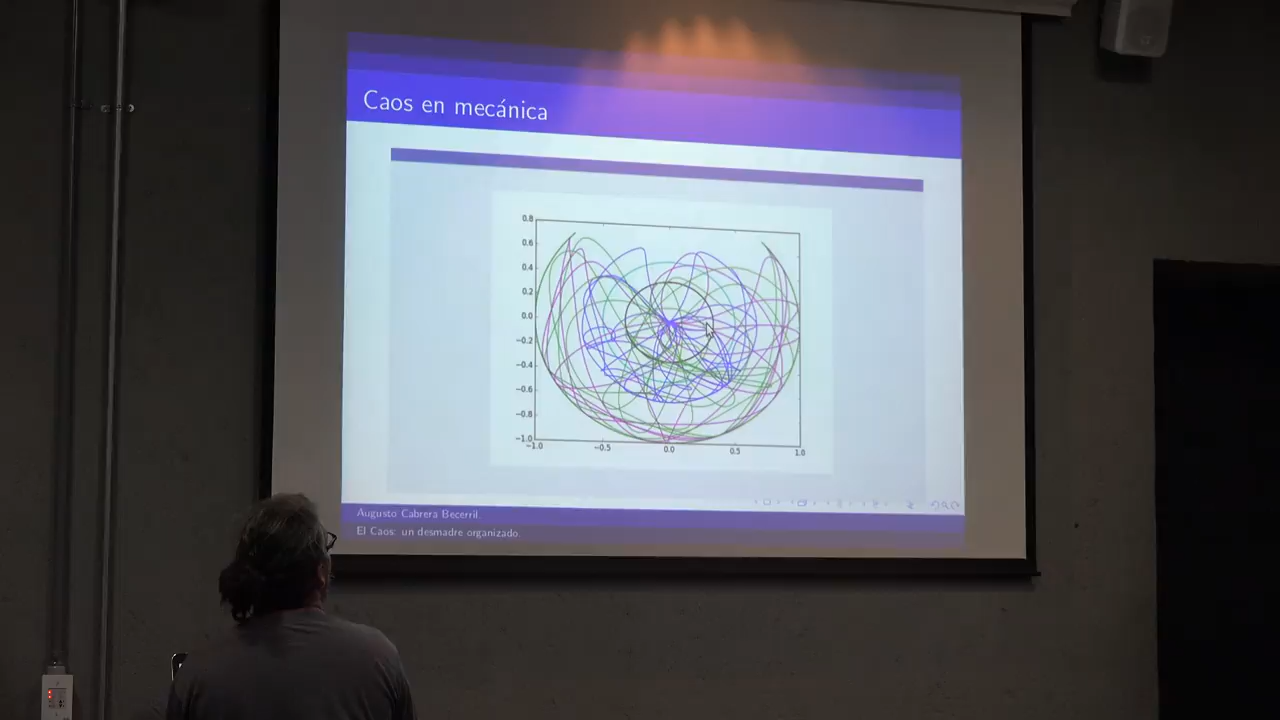 Caos en mecánica
0.8
0.6
0.4
0.2
0.0
−0.2
−0.4
−0.6
−0.8
−1.0
−1.0 −0.5 0.0 0.5 1.0
Augusto Cabrera Becerril.
El Caos: un desmadre organizado.